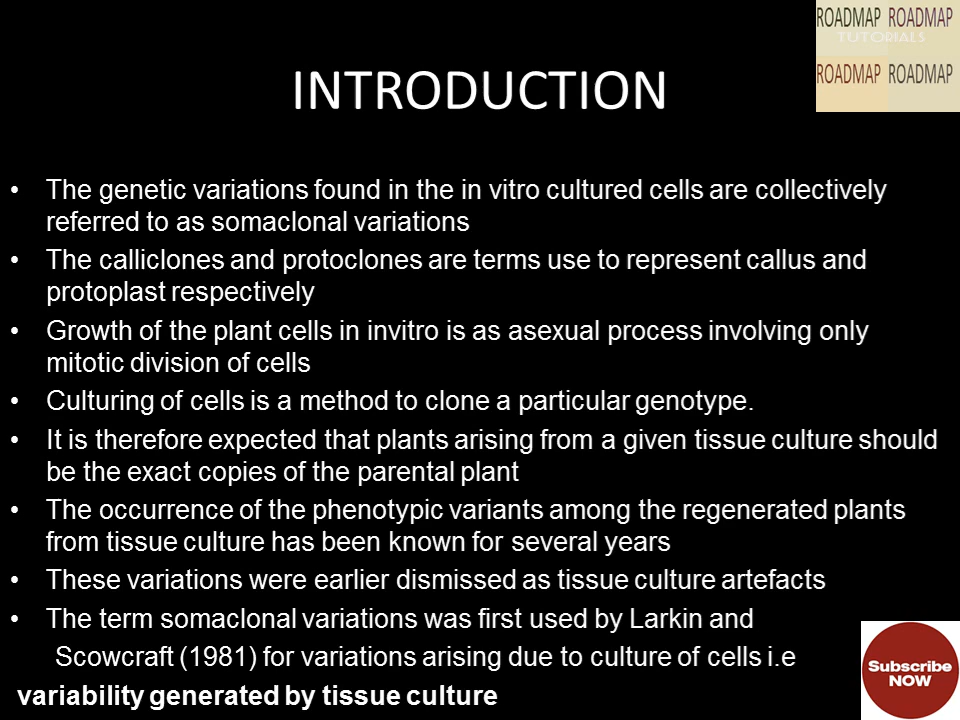 ROADMAP ROADMAP
TUTORIALS
ROADMAP ROADMAP
INTRODUCTION
• The genetic variations found in the in vitro cultured cells are collectively
referred to as somaclonal variations
• The calliclones and protoclones are terms use to represent callus and
protoplast respectively
• Growth of the plant cells in invitro is as asexual process involving only
mitotic division of cells
• Culturing of cells is a method to clone a particular genotype.
• It is therefore expected that plants arising from a given tissue culture should
be the exact copies of the parental plant
• The occurrence of the phenotypic variants among the regenerated plants
from tissue culture has been known for several years
• These variations were earlier dismissed as tissue culture artefacts
• The term somaclonal variations was first used by Larkin and
Scowcraft (1981) for variations arising due to culture of cells i.e
variability generated by tissue culture
Subscribe
NOW